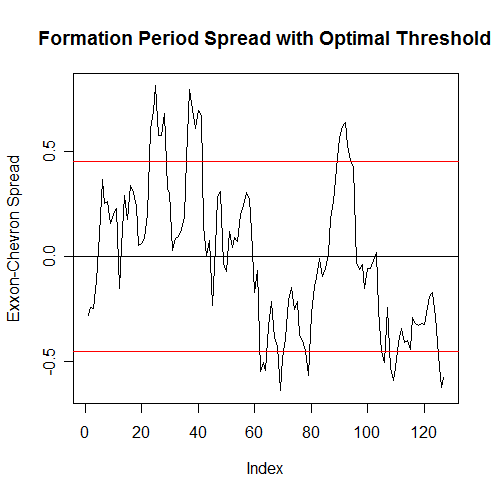 Formation Period Spread with Optimal Threshold
Exxon-Chevron Spread
0.5
0.0
-0.5
0 20 40 60 80 100 120
Index